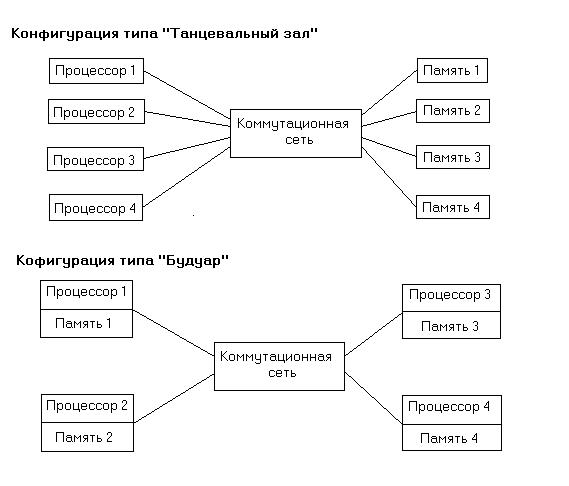 Конфигурация типа "Танцевальный зал"
Процессор 1
Память 1
Процессор 2
Память 2
Коммутационная
сеть
Процессор 3
Память 3
Процессор 4
Память 4
Кофигурация типа "Будуар"
Процессор 1
Память 1
Процессор 3
Память 3
Коммутационная
сеть
Процессор 2
Память 2
Процессор 4
Память 4